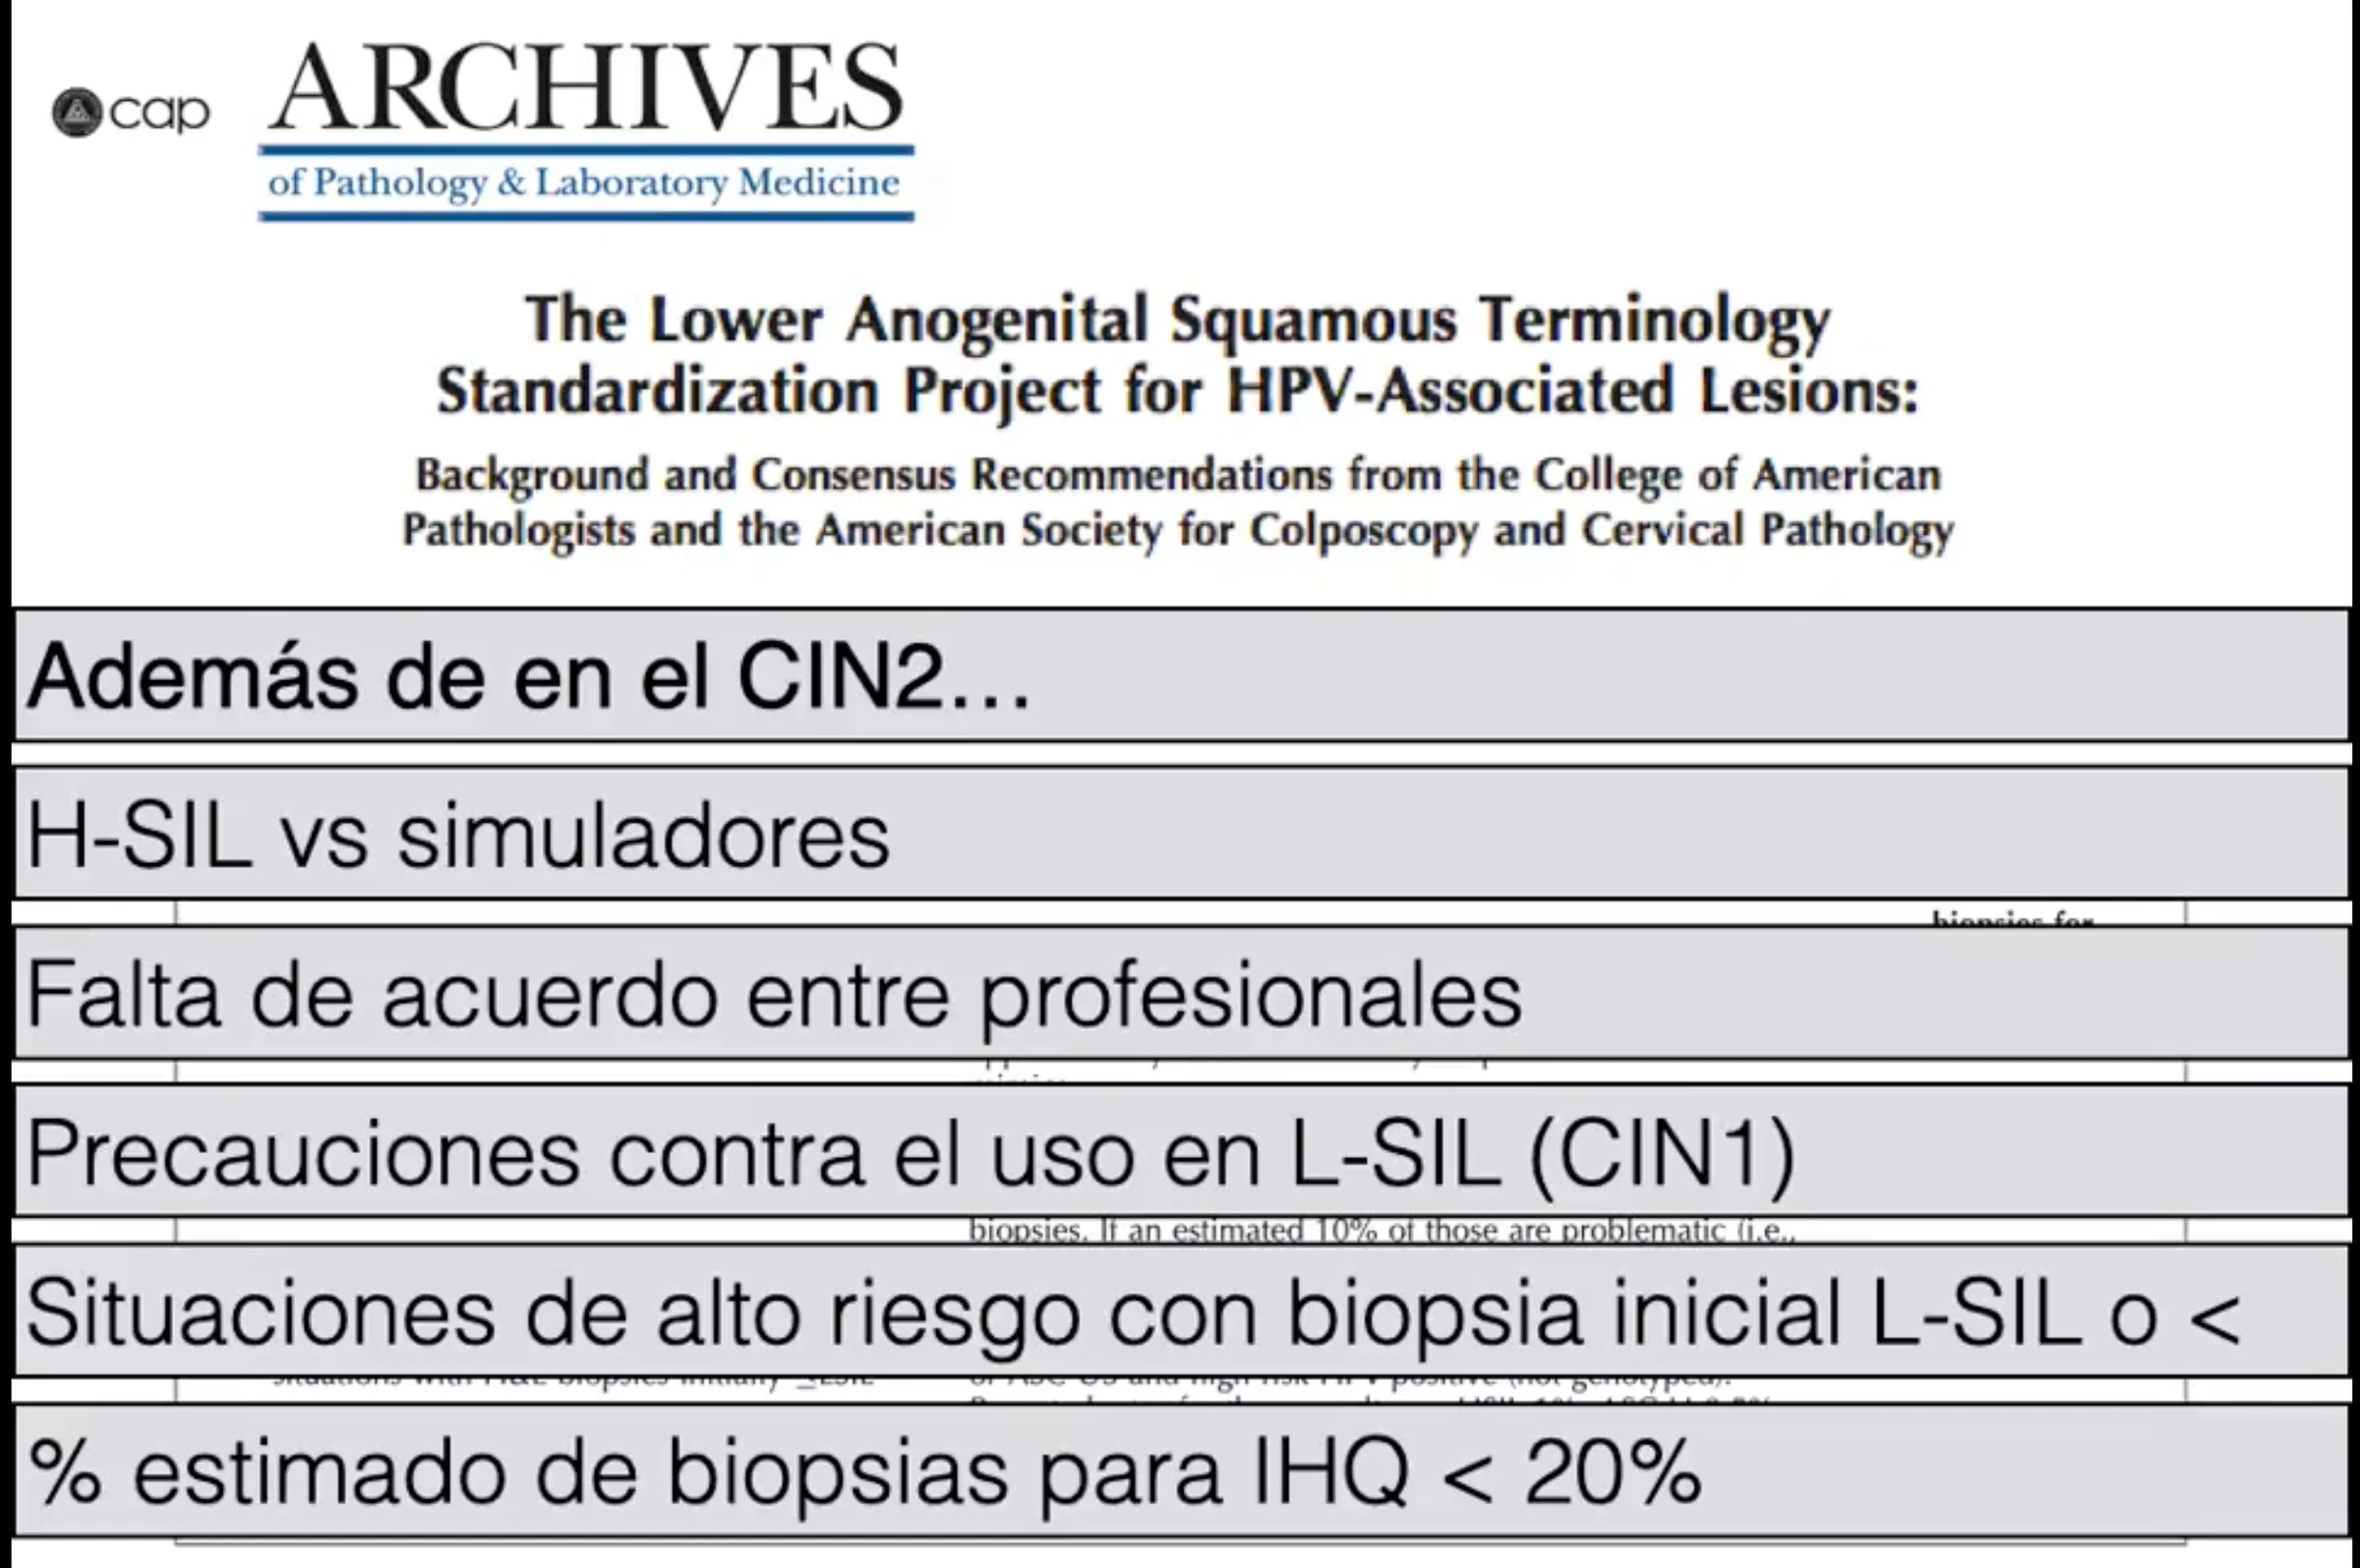 cap
ARCHIVES
of Pathology & Laboratory Medicine
The Lower Anogenital Squamous Terminology
Standardization Project for HPV-Associated Lesions:
Background and Consensus Recommendations from the College of American
Pathologists and the American Society for Colposcopy and Cervical Pathology
Además de en el CIN2...
H-SIL vs simuladores
biopsies for
Falta de acuerdo entre profesionales
Precauciones contra el uso en L-SIL (CIN1)
biopsies. If an estimated 10% of those are problematic (i.e.,
Situaciones de alto riesgo con biopsia inicial L-SIL o <
% estimado de biopsias para IHQ < 20%